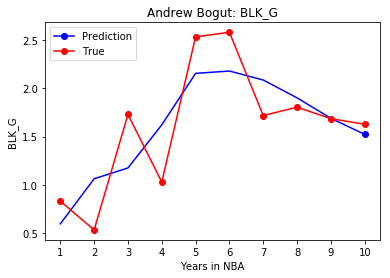 Andrew Bogut: BLK_G
Prediction
True
2.5
2.0
1.5
1.0
0.5
BLK_G
1 2 3 4 5 6 7 8 9 10
Years in NBA